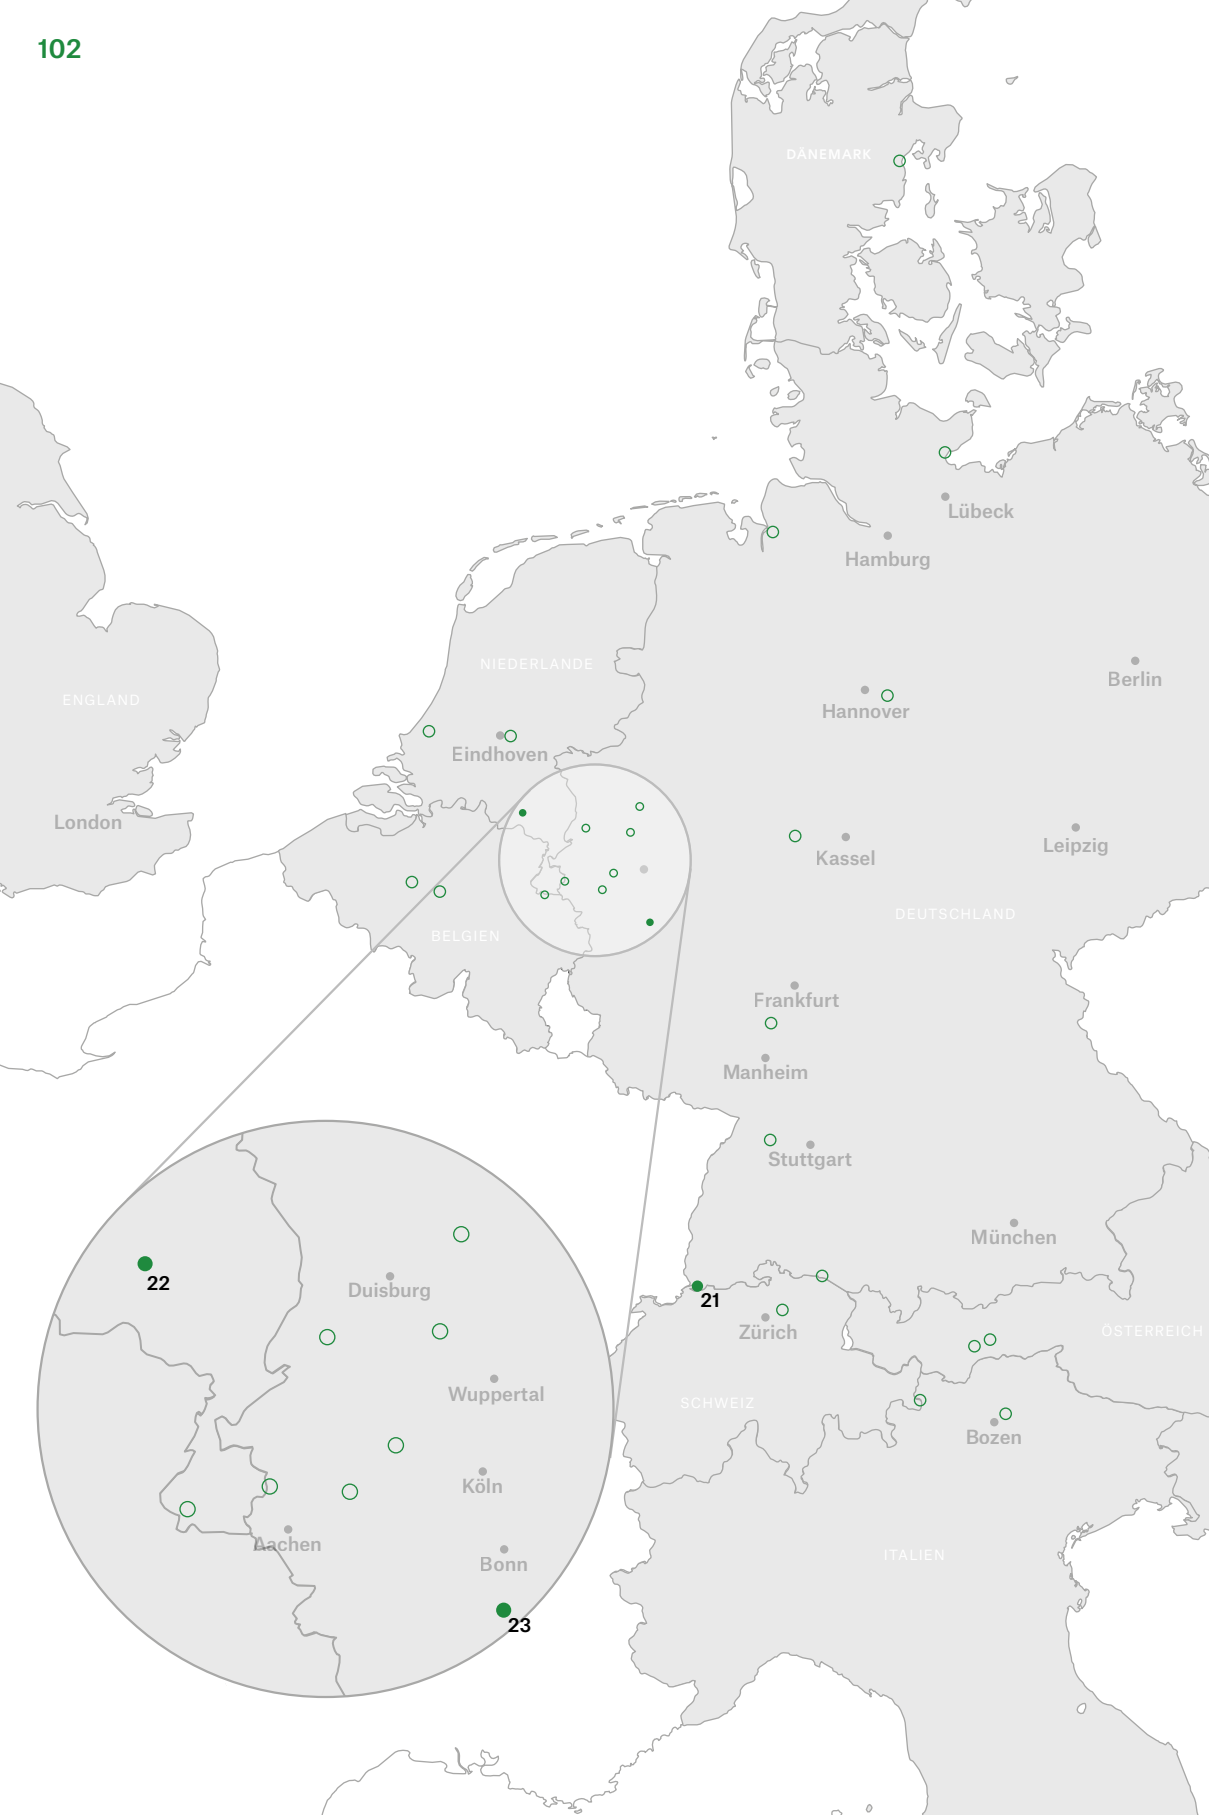 102
DÄNEMARK
Lübeck
Hamburg
NIEDERLANDE
Berlin
ENGLAND
Hannover
Eindhoven
London
Kassel
Leipzig
DEUTSCHLAND
BELGIEN
Frankfurt
Manheim
Stuttgart
München
22
Duisburg
21
Zürich
ÖSTERREICH
Wuppertal
SCHWEIZ
Bozen
Köln
Aachen
ITALIEN
Bonn
23